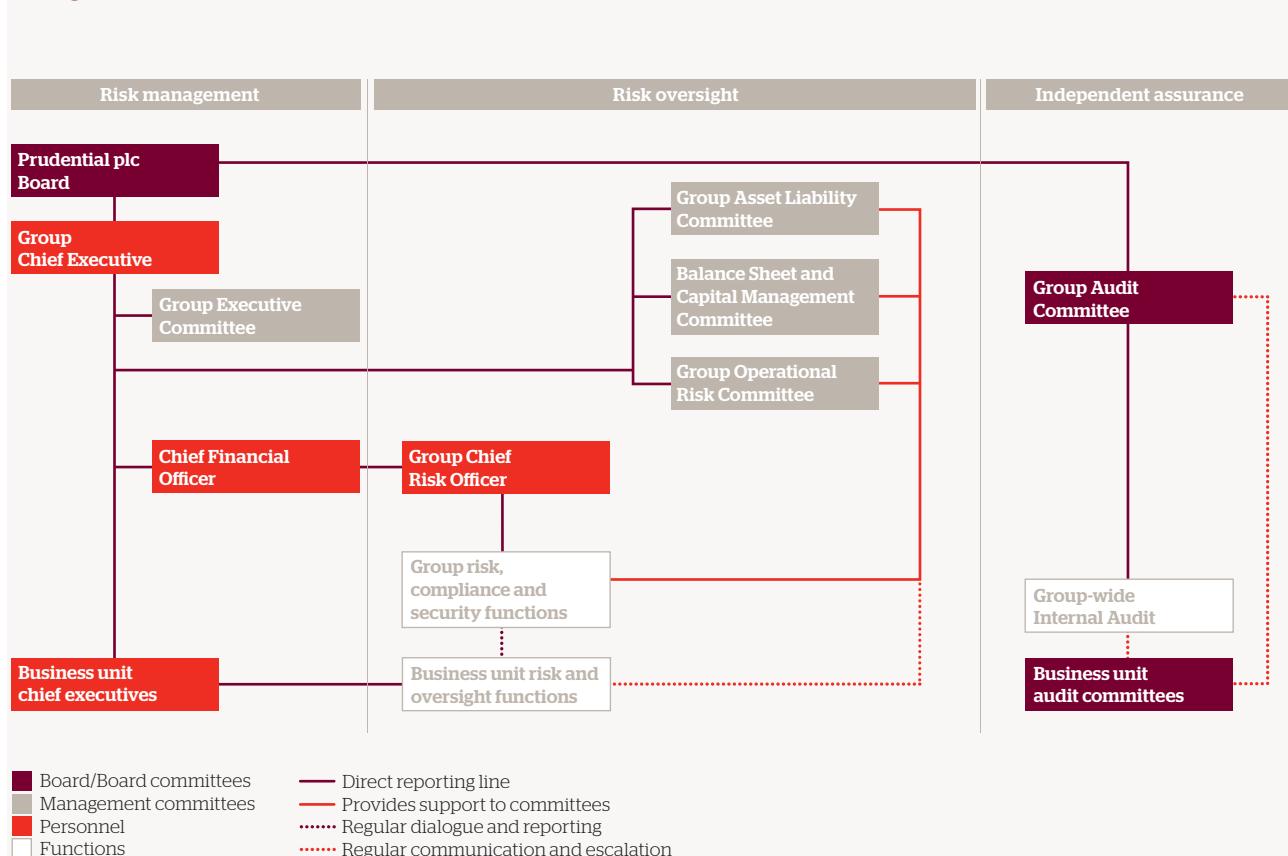 Risk management
Risk oversight
Independent assurance
Prudential plc
Board
Group
Chief Executive
Group Executive
Committee
Group Asset Liability
Committee
Balance Sheet and
Capital Management
Committee
Group Operational
Risk Committee
Group Audit
Committee
Chief Financial
Officer
Group Chief
Risk Officer
Group risk,
compliance and
security functions
Group-wide
Internal Audit
Business unit
chief executives
Business unit risk and
oversight functions
Business unit
audit committees
Board/Board committees
Management committees
Personnel
Functions
Direct reporting line
Provides support to committees
Regular dialogue and reporting
Regular communication and escalation